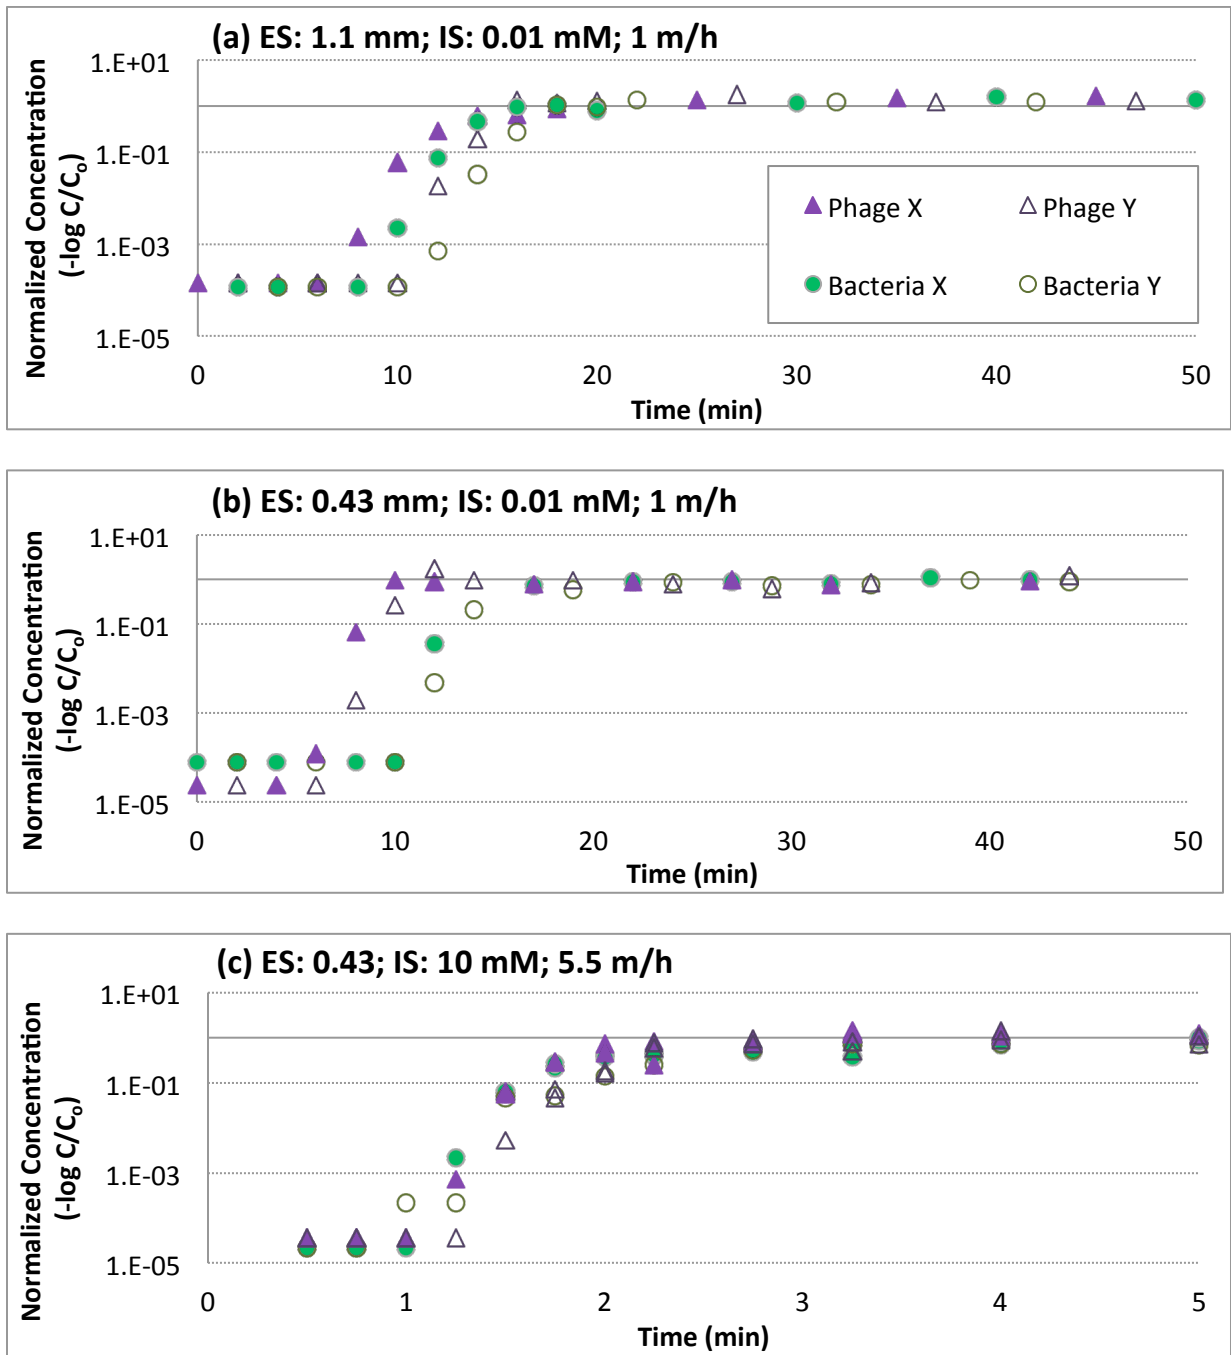 (a) ES: 1.1 mm; IS: 0.01 mM; 1 m/h
Normalized Concentration
(-log C/Co)
1.E+01
1.E-01
1.E-03
1.E-05
0 10 20 30 40 50
Time (min)
Phage X Phage Y
Bacteria X Bacteria Y
(b) ES: 0.43 mm; IS: 0.01 mM; 1 m/h
Normalized Concentration
(-log C/Co)
1.E+01
1.E-01
1.E-03
1.E-05
0 10 20 30 40 50
Time (min)
(c) ES: 0.43; IS: 10 mM; 5.5 m/h
Normalized Concentration
(-log C/Co)
1.E+01
1.E-01
1.E-03
1.E-05
0 1 2 3 4 5
Time (min)